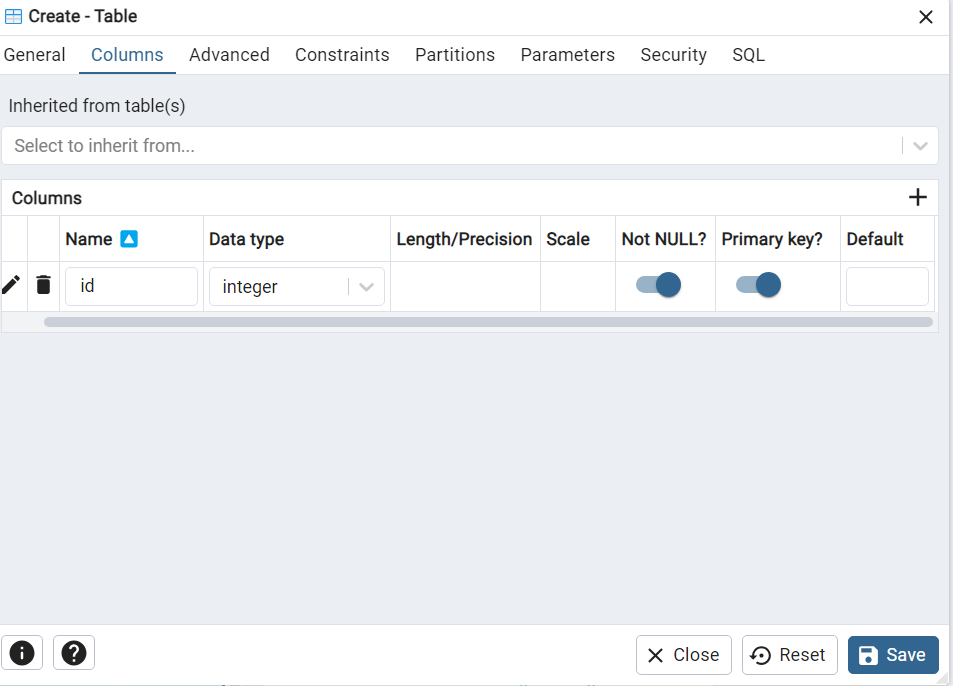 Create - Table
General Columns Advanced Constraints Partitions Parameters Security SQL
Inherited from table(s)
Select to inherit from...
Columns
Name Data type Length/Precision Scale Not NULL? Primary key? Default
id integer
Close Reset Save